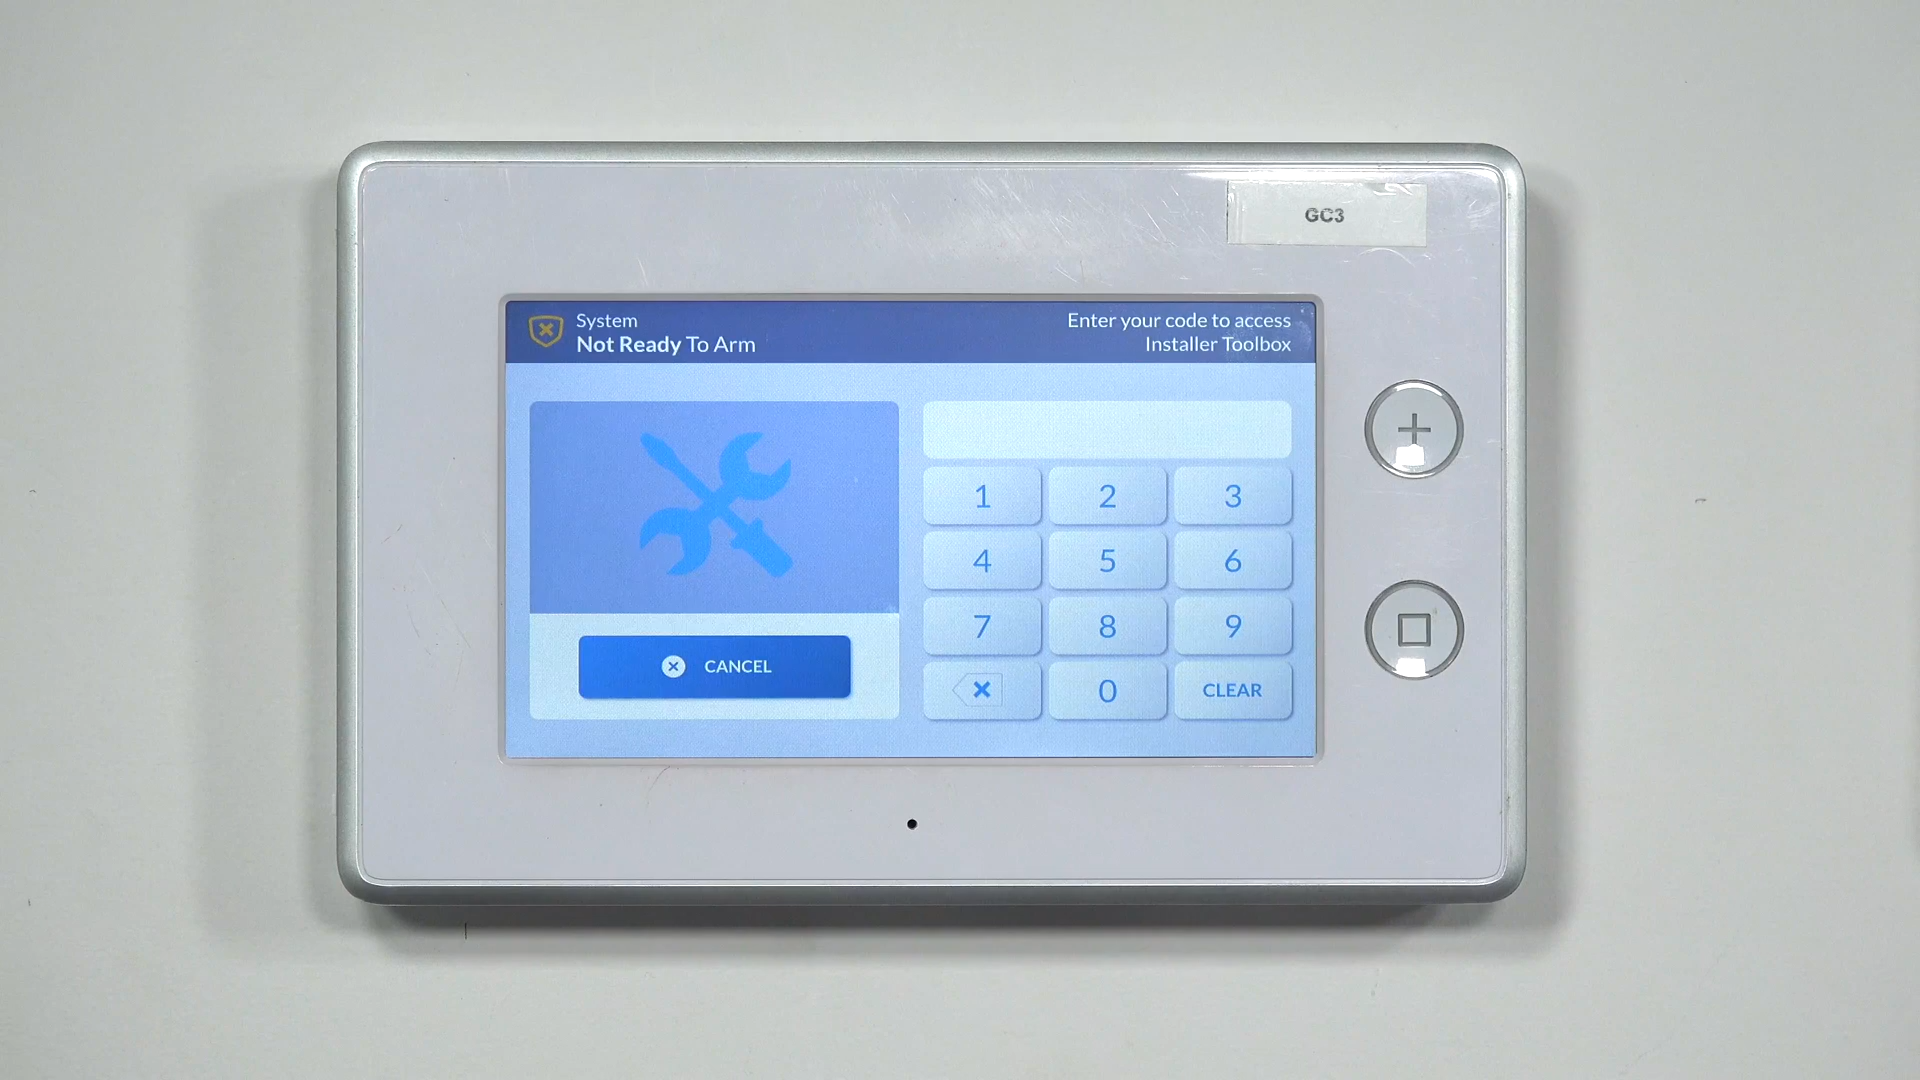 GC3
System
Not Ready To Arm
Enter your code to access
Installer Toolbox
1 2 3
4 5 6
7 8 9
0 CLEAR
CANCEL